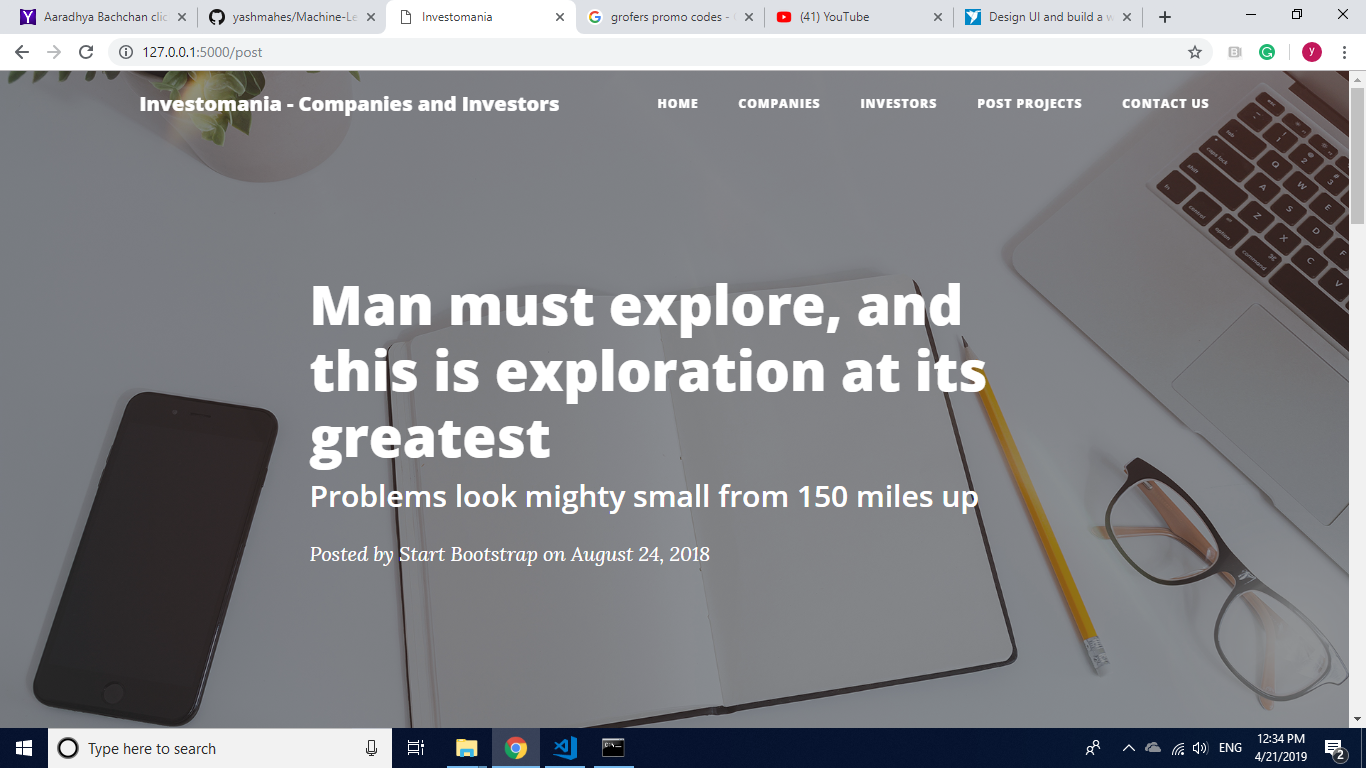 Aaradhya Bachchan clic
yashmahes/Machine-Le
Investomania
grofers promo codes -
(41) YouTube
Design UI and build a w
127.0.0.1:5000/post
y
Investomania - Companies and Investors
HOME
COMPANIES
INVESTORS
POST PROJECTS
CONTACT US
Man must explore, and
this is exploration at its
greatest
Problems look mighty small from 150 miles up
Posted by Start Bootstrap on August 24, 2018
Type here to search
ENG
12:34 PM
4/21/2019
2